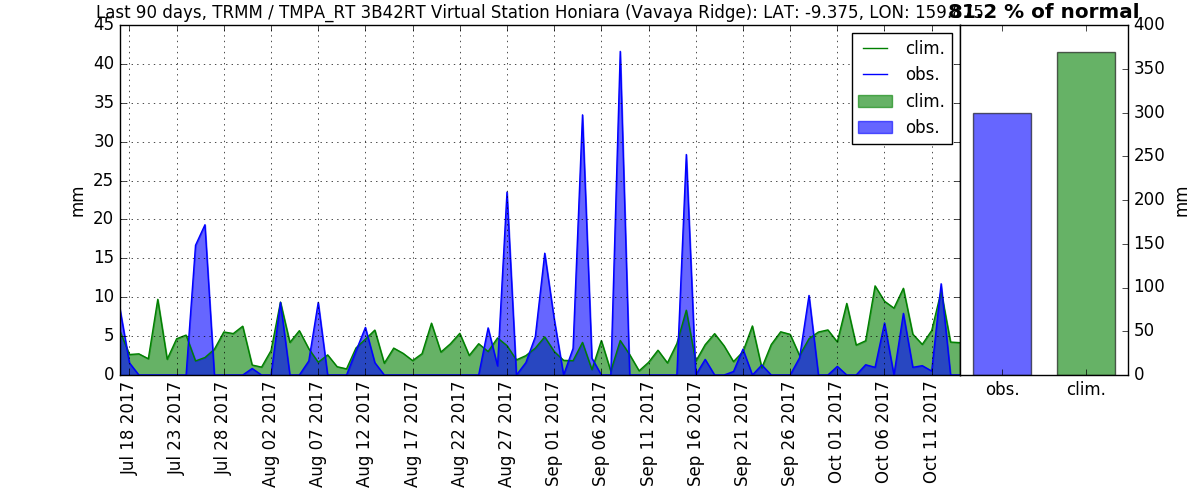 Last 90 days, TRMM / TMPA_RT 3B42RT Virtual Station Honiara (Vavaya Ridge): LAT: -9.375, LON:
81.2 % of normal
45
40
35
30
25
20
15
10
5
0
mm
clim.
obs.
clim.
obs.
Jul 18 2017
Jul 23 2017
Jul 28 2017
Aug 02 2017
Aug 07 2017
Aug 12 2017
Aug 17 2017
Aug 22 2017
Aug 27 2017
Sep 01 2017
Sep 06 2017
Sep 11 2017
Sep 16 2017
Sep 21 2017
Sep 26 2017
Oct 01 2017
Oct 06 2017
Oct 11 2017
400
350
300
250
200
150
100
50
0
mm
obs.
clim.